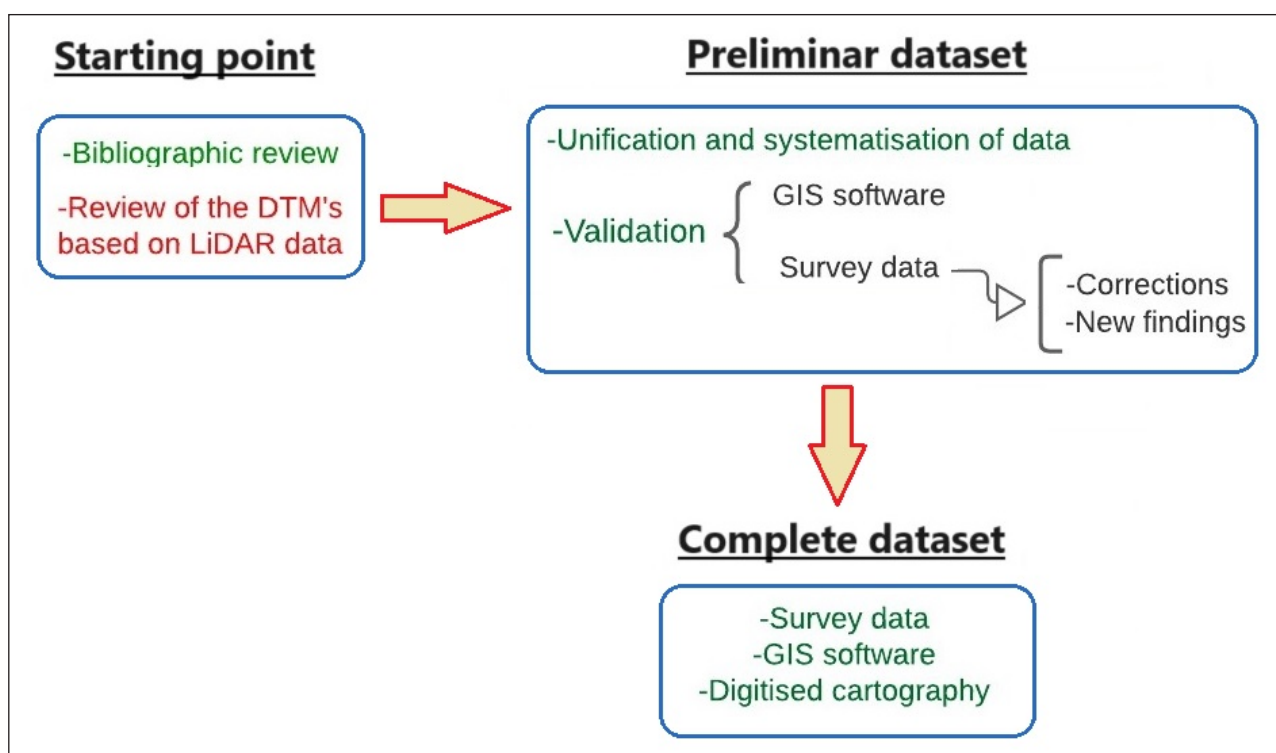 Starting point
-Bibliographic review
-Review of the DTM's
based on LiDAR data
Preliminar dataset
-Unification and systematisation of data
-Validation
GIS software
Survey data
-Corrections
-New findings
Complete dataset
-Survey data
-GIS software
-Digitised cartography